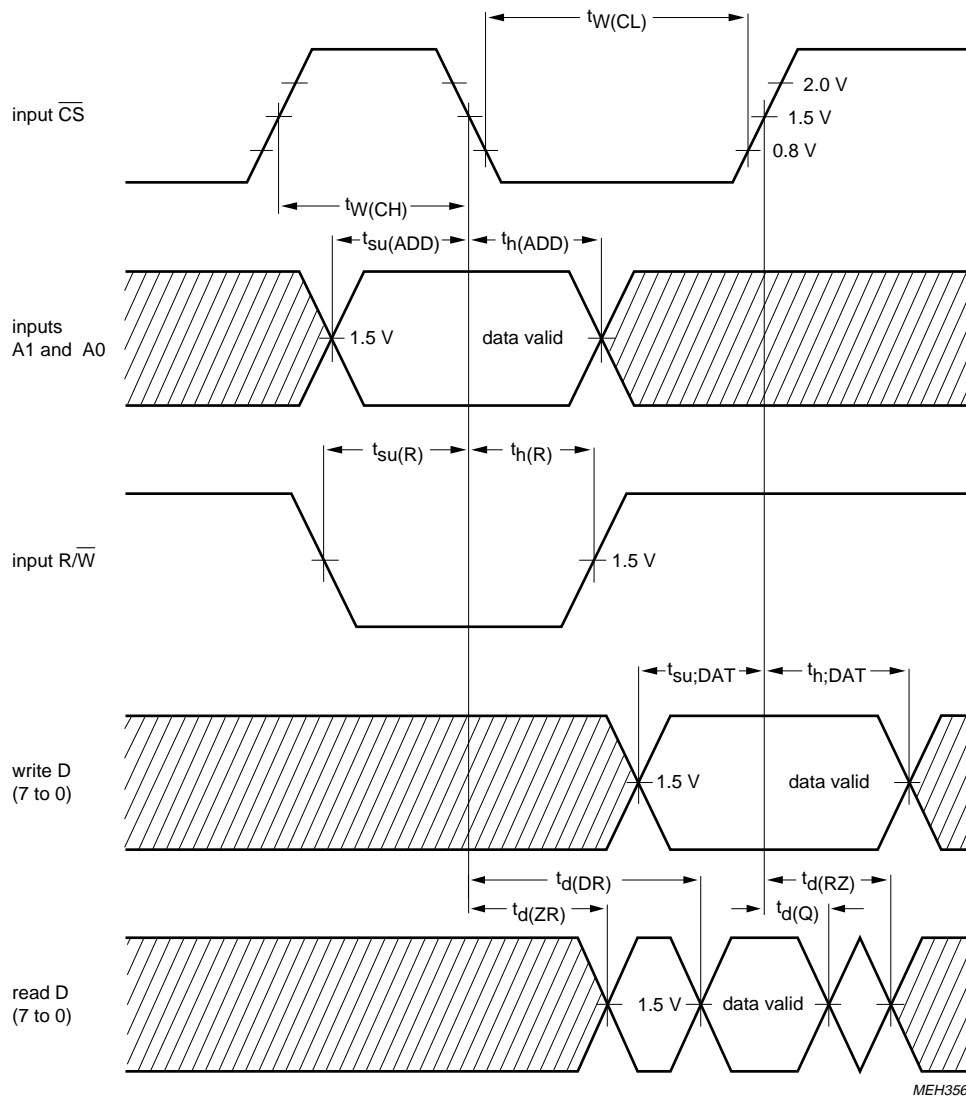 tW(CL)
2.0 V
input C̅S̅
1.5 V
0.8 V
tW(CH)
tsu(ADD)
th(ADD)
inputs
A1 and A0
1.5 V
data valid
tsu(R)
th(R)
input R/W̅
1.5 V
tsu;DAT
th;DAT
write D
(7 to 0)
1.5 V
data valid
td(DR)
td(RZ)
td(ZR)
td(Q)
read D
(7 to 0)
1.5 V
data valid
MEH356